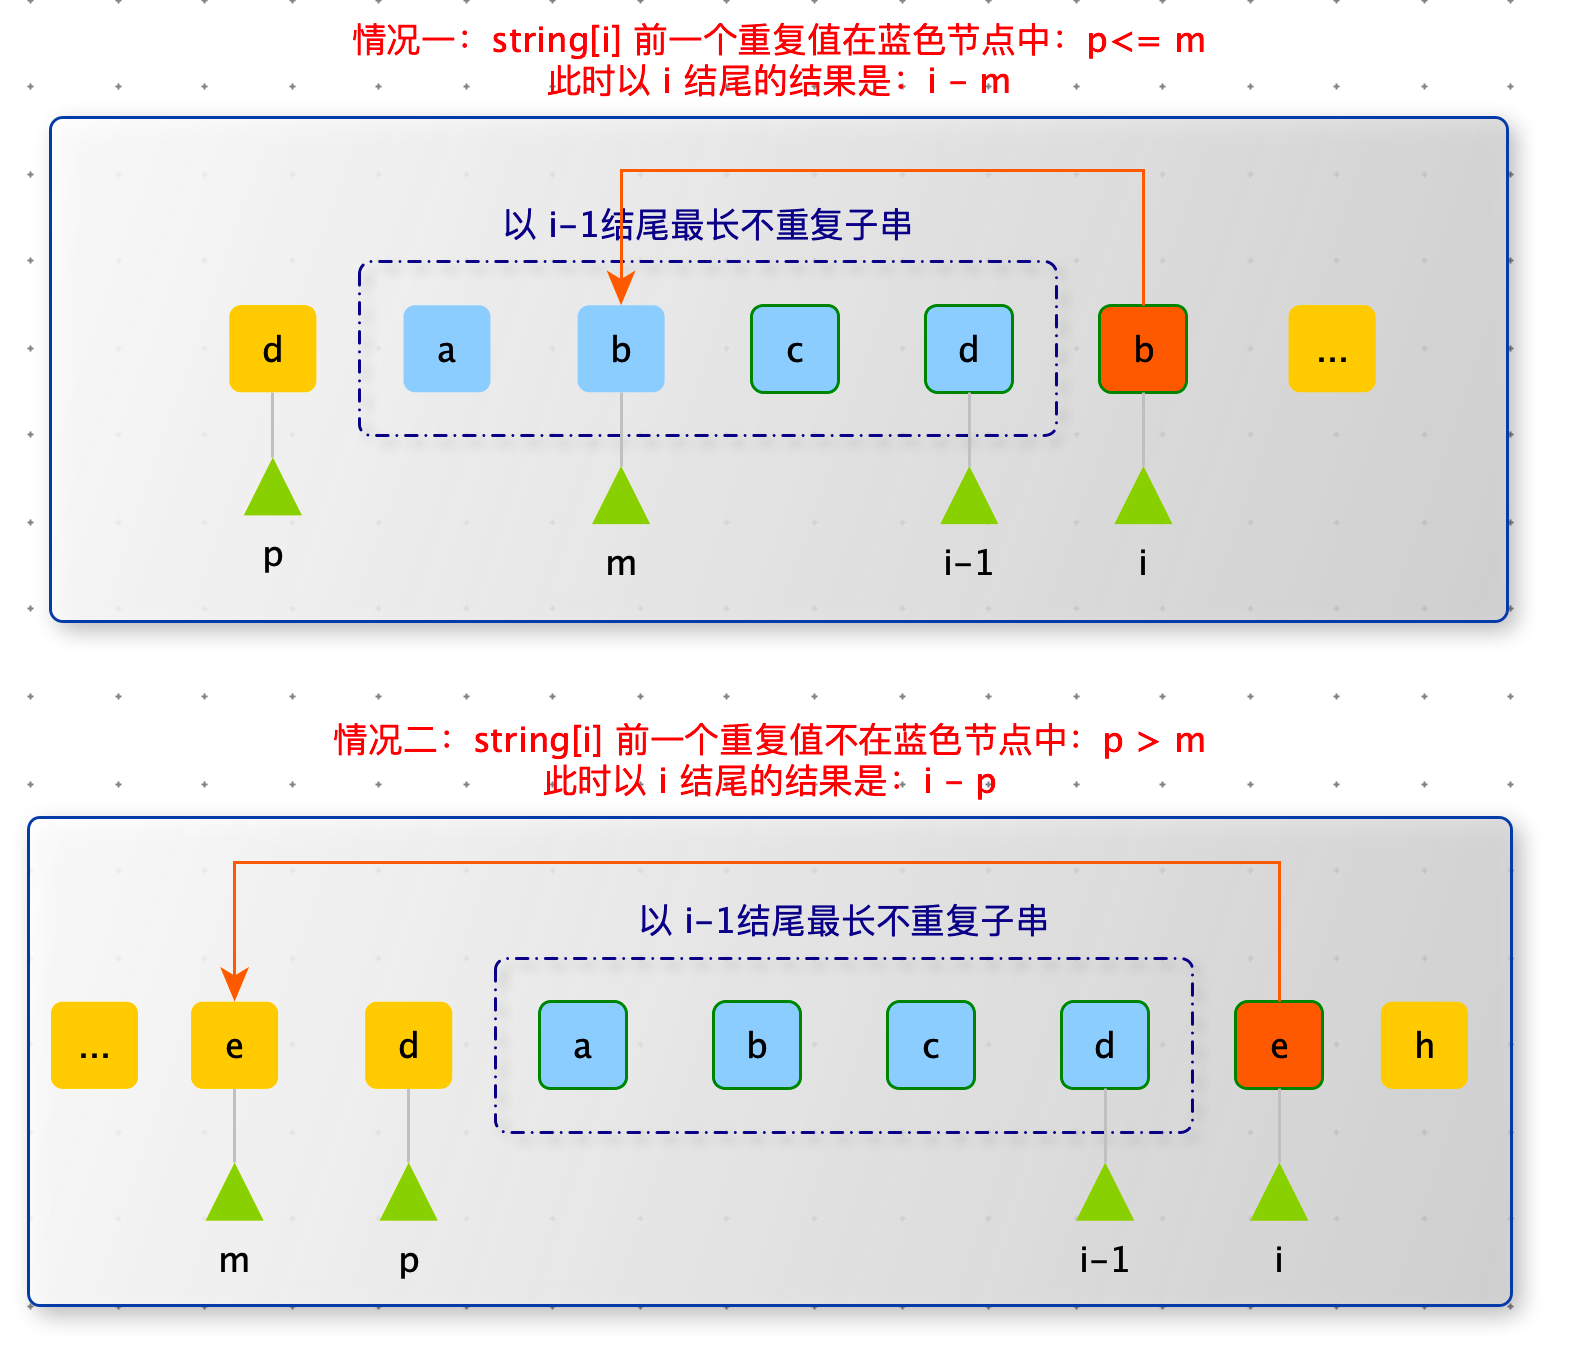 情况一：string[i] 前一个重复值在蓝色节点中：p<= m
此时以 i 结尾的结果是：i - m
以 i-1结尾最长不重复子串
d a b c d b ...
p m i-1 i
情况二：string[i] 前一个重复值不在蓝色节点中：p > m
此时以 i 结尾的结果是：i - p
以 i-1结尾最长不重复子串
... e d a b c d e h
m p i-1 i